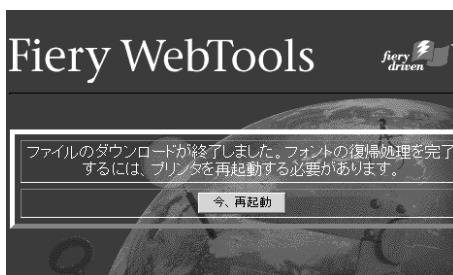 Fiery WebTools
fiery
driven
ファイルのダウンロードが終了しました。フォントの復帰処理を完了
するには、プリンタを再起動する必要があります。
今、再起動